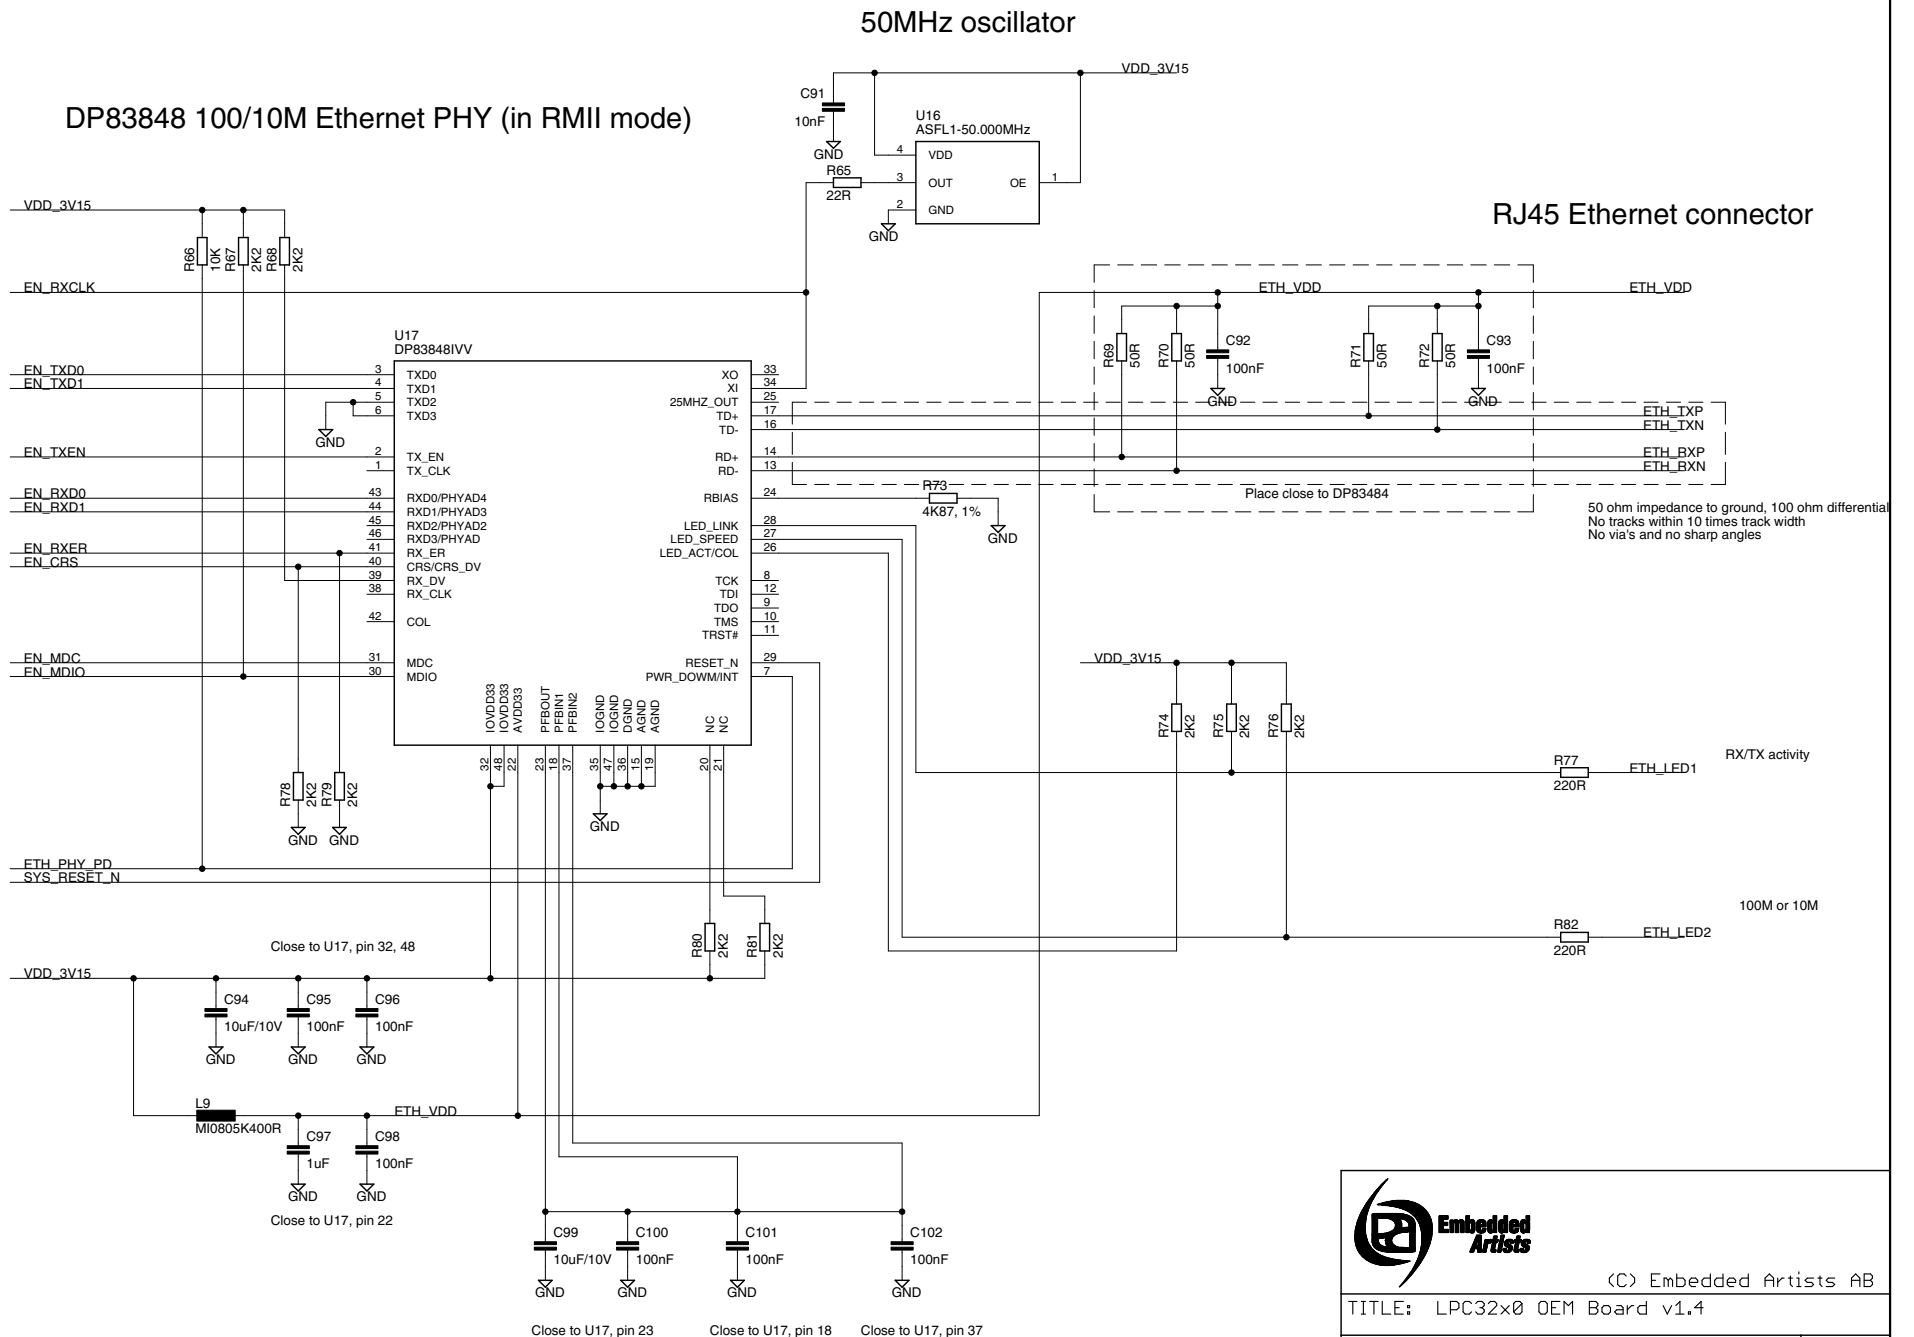 50MHz oscillator
DP83848 100/10M Ethernet PHY (in RMII mode)
VDD_3V15
C91
10nF
GND
U16
ASFL1-50.000MHz
4 VDD
3 OUT OE 1
2 GND
R65
22R
GND
RJ45 Ethernet connector
VDD_3V15
R66 10K
R67 2K2
R68 2K2
EN_RXCLK
ETH_VDD
ETH_VDD
R69 50R
R70 50R
C92
100nF
GND
R71 50R
R72 50R
C93
100nF
GND
U17
DP83848IVV
EN_TXD0 3 TXD0
EN_TXD1 4 TXD1
5 TXD2
6 TXD3
GND
EN_TXEN 2 TX_EN
1 TX_CLK
EN_RXD0 43 RXD0/PHYAD4
EN_RXD1 44 RXD1/PHYAD3
45 RXD2/PHYAD2
46 RXD3/PHYAD
EN_RXER 41 RX_ER
EN_CRS 40 CRS/CRS_DV
39 RX_DV
38 RX_CLK
42 COL
EN_MDC 31 MDC
EN_MDIO 30 MDIO
XO 33
XI 34
25MHZ_OUT 25
TD+ 17 ETH_TXP
TD- 16 ETH_TXN
RD+ 14 ETH_RXP
RD- 13 ETH_RXN
RBIAS 24
R73
4K87, 1%
GND
LED_LINK 28
LED_SPEED 27
LED_ACT/COL 26
TCK 8
TDI 12
TDO 9
TMS 10
TRST# 11
RESET_N 29
PWR_DOWM/INT 7
Place close to DP83484
50 ohm impedance to ground, 100 ohm differential
No tracks within 10 times track width
No via's and no sharp angles
IOVDD33 32
IOVDD33 48
AVDD33 22
PFBOUT 23
PFBIN1 18
PFBIN2 37
IOGND 35
IOGND 47
DGND 36
AGND 15
AGND 19
NC 20
NC 21
GND
VDD_3V15
R74 2K2
R75 2K2
R76 2K2
R77
220R
ETH_LED1
RX/TX activity
R78 2K2
R79 2K2
GND
GND
ETH_PHY_PD
SYS_RESET_N
R80 2K2
R81 2K2
R82
220R
ETH_LED2
100M or 10M
Close to U17, pin 32, 48
VDD_3V15
C94
10uF/10V
GND
C95
100nF
GND
C96
100nF
GND
L9
MI0805K400R
ETH_VDD
C97
1uF
GND
C98
100nF
GND
Close to U17, pin 22
C99
10uF/10V
GND
C100
100nF
GND
C101
100nF
GND
C102
100nF
GND
Close to U17, pin 23
Close to U17, pin 18
Close to U17, pin 37
Embedded
Artists
(C) Embedded Artists AB
TITLE: LPC32x0 OEM Board v1.4